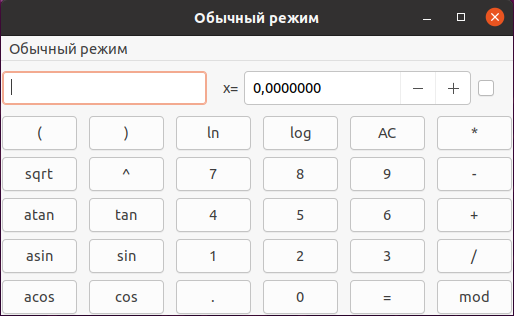 Обычный режим
Обычный режим
x= 0,0000000 − +
( ) ln log AC *
sqrt ^ 7 8 9 -
atan tan 4 5 6 +
asin sin 1 2 3 /
acos cos . 0 = mod